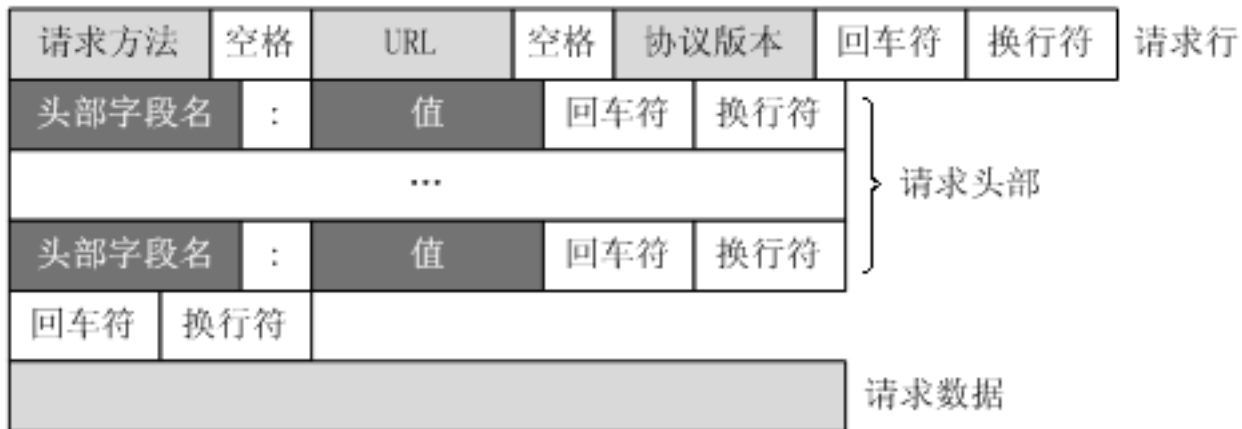 请求方法 空格 URL 空格 协议版本 回车符 换行符 请求行
头部字段名 : 值 回车符 换行符
… 请求头部
头部字段名 : 值 回车符 换行符
回车符 换行符
请求数据